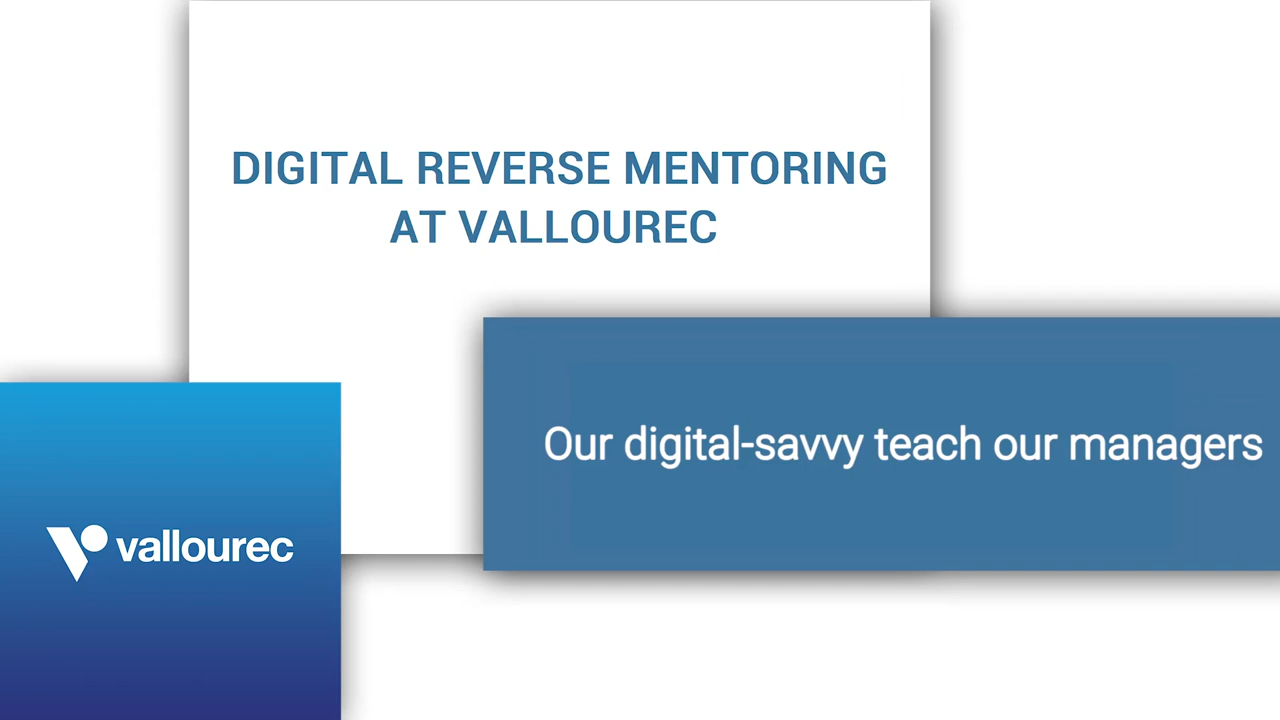 DIGITAL REVERSE MENTORING
AT VALLOUREC
Our digital-savvy teach our managers
vallourec